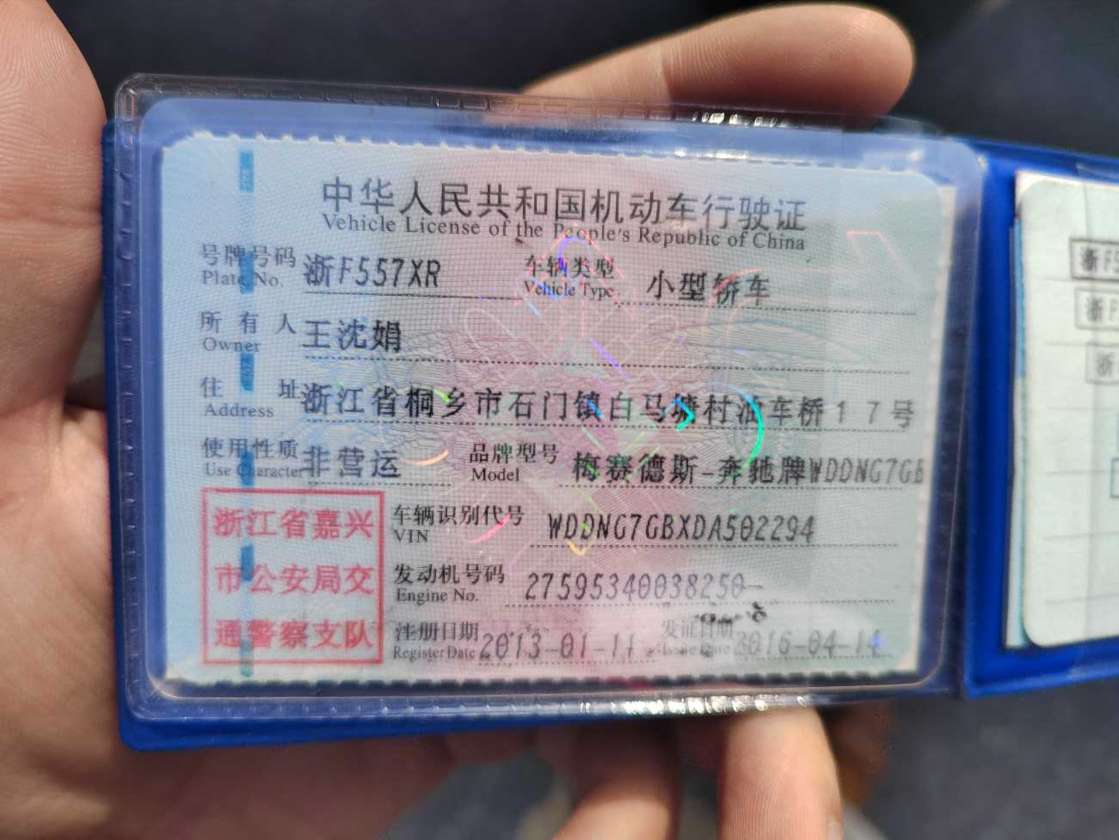 中华人民共和国机动车行驶证
Vehicle License of the People's Republic of China
号牌号码 浙F557XR 车辆类型 小型轿车
Plate No. Vehicle Type
所有人 王沈娟
Owner
住址 浙江省桐乡市石门镇白马塘村油车桥17号
Address
使用性质 非营运 品牌型号 梅赛德斯-奔驰牌WDDNG7GB
Use Character Model
浙江省嘉兴
市公安局交
通警察支队
车辆识别代号 WDDNG7GBXDA502294
VIN
发动机号码 27595340038250
Engine No.
注册日期 2013-01-11 发证日期 2016-04-14
Register Date Issue Date
浙F5
浙
浙